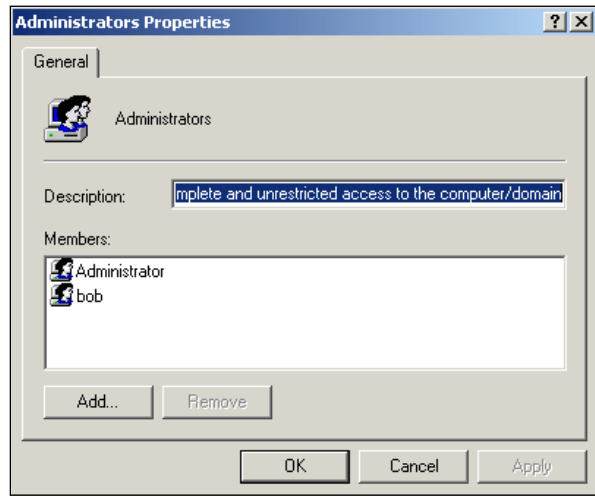 Administrators Properties
General
Administrators
Description: mplete and unrestricted access to the computer/domain
Members:
Administrator
bob
Add... Remove
OK Cancel Apply